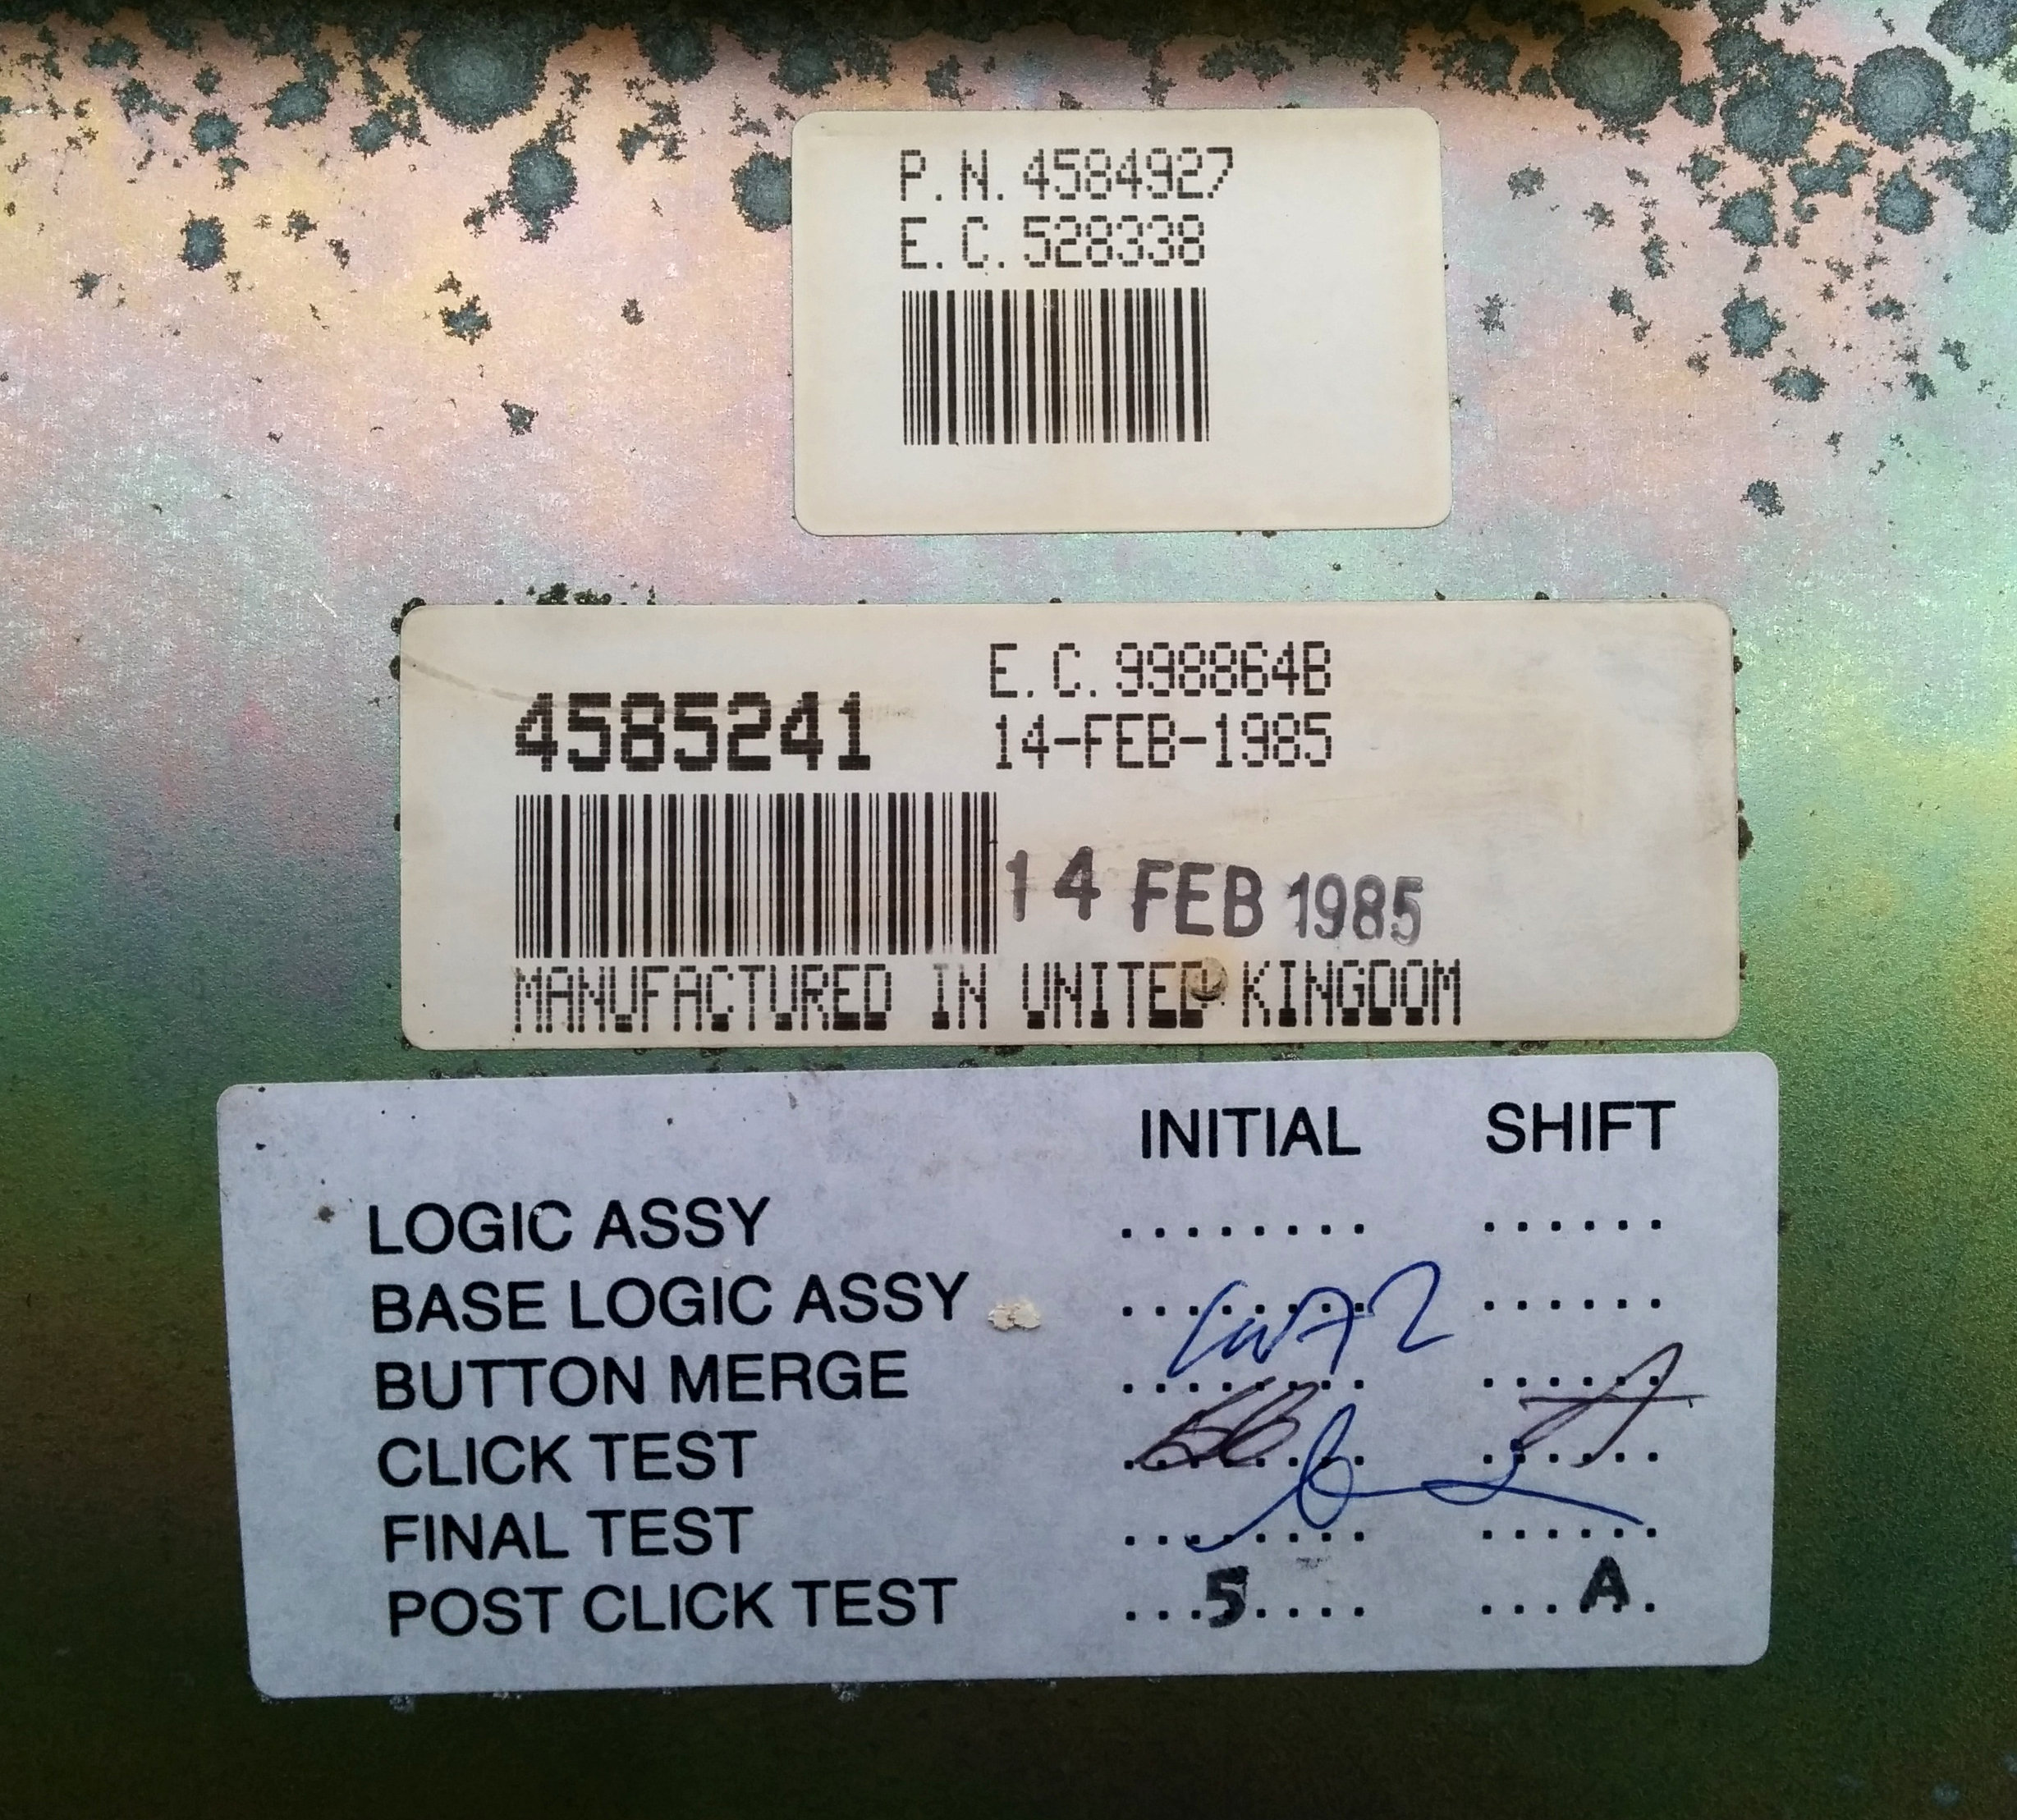 P.N. 4584927
E.C. 528338
4585241
E.C. 998864B
14-FEB-1985
14 FEB 1985
MANUFACTURED IN UNITED KINGDOM
INITIAL SHIFT
LOGIC ASSY ........ ......
BASE LOGIC ASSY ........ ......
BUTTON MERGE ........ ......
CLICK TEST ........ ......
FINAL TEST ........ ......
POST CLICK TEST ...5.... ....A.